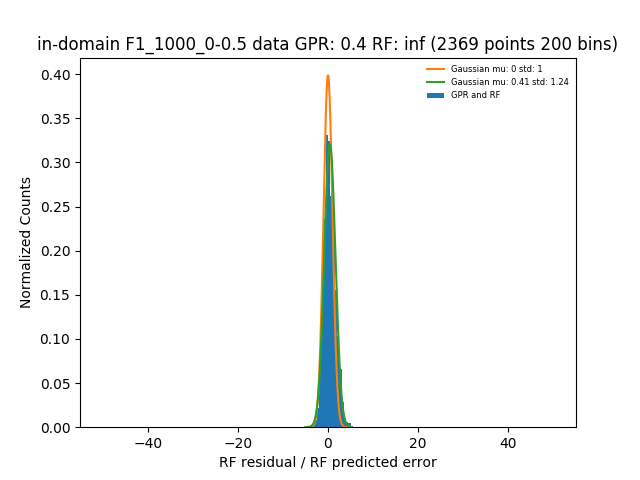 in-domain F1_1000_0-0.5 data GPR: 0.4 RF: inf (2369 points 200 bins)
Gaussian mu: 0 std: 1
Gaussian mu: 0.41 std: 1.24
GPR and RF
Normalized Counts
0.40
0.35
0.30
0.25
0.20
0.15
0.10
0.05
0.00
−40
−20
0
20
40
RF residual / RF predicted error